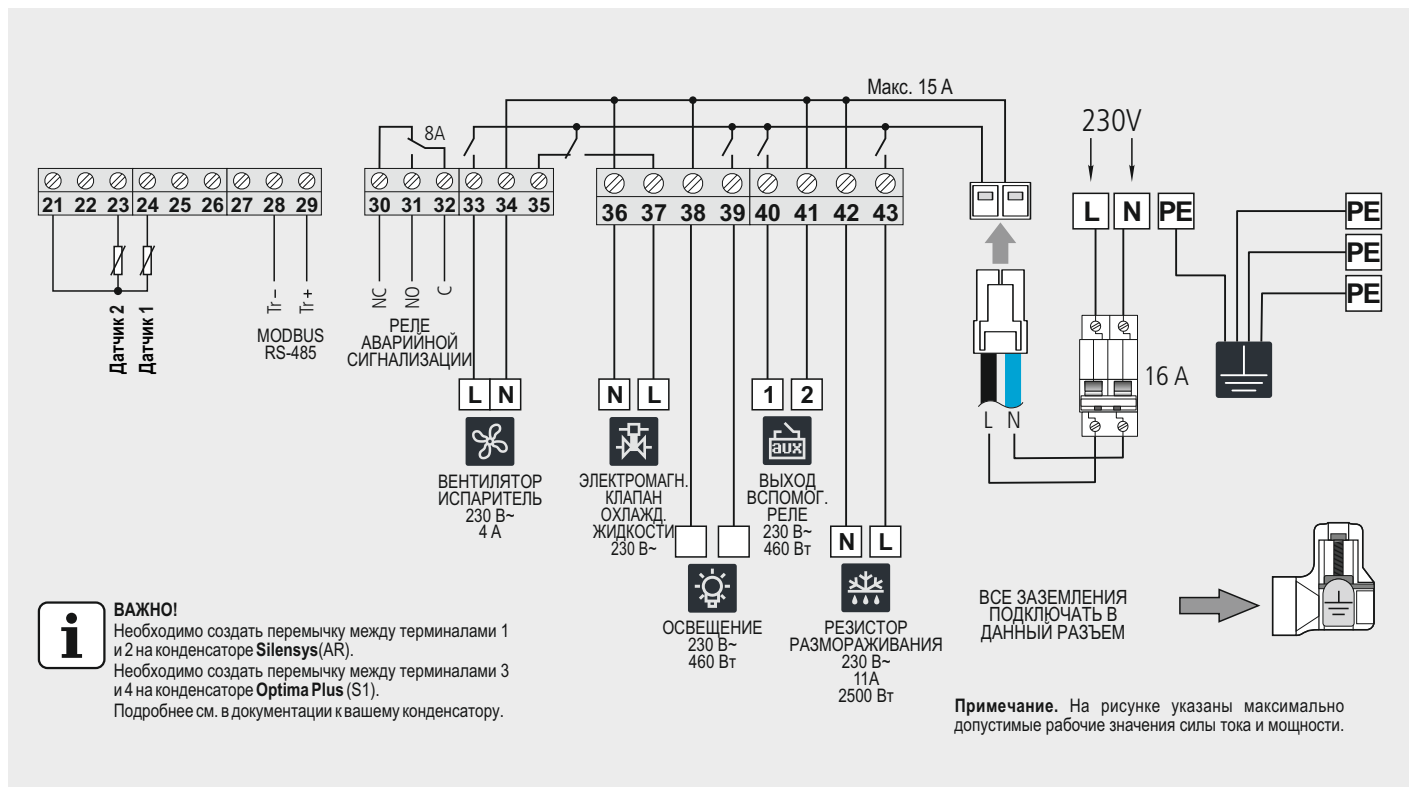 Макс. 15 A
230V
8A
21 22 23 24 25 26 27 28 29
30 31 32 33 34 35
36 37 38 39 40 41 42 43
L N PE
PE
PE
PE
Датчик 2
Датчик 1
Tr –
Tr +
MODBUS
RS-485
NC
NO
C
РЕЛЕ
АВАРИЙНОЙ
СИГНАЛИЗАЦИИ
L N
ВЕНТИЛЯТОР
ИСПАРИТЕЛЬ
230 В~
4 А
N L
ЭЛЕКТРОМАГН.
КЛАПАН
ОХЛАЖД.
ЖИДКОСТИ
230 В~
1 2
aux
ВЫХОД
ВСПОМОГ.
РЕЛЕ
230 В~
460 Вт
ОСВЕЩЕНИЕ
230 В~
460 Вт
N L
РЕЗИСТОР
РАЗМОРАЖИВАНИЯ
230 В~
11А
2500 Вт
L N
16 A
ВСЕ ЗАЗЕМЛЕНИЯ
ПОДКЛЮЧАТЬ В
ДАННЫЙ РАЗЪЕМ
i
ВАЖНО!
Необходимо создать перемычку между терминалами 1
и 2 на конденсаторе Silensys(AR).
Необходимо создать перемычку между терминалами 3
и 4 на конденсаторе Optima Plus (S1).
Подробнее см. в документации к вашему конденсатору.
Примечание. На рисунке указаны максимально
допустимые рабочие значения силы тока и мощности.